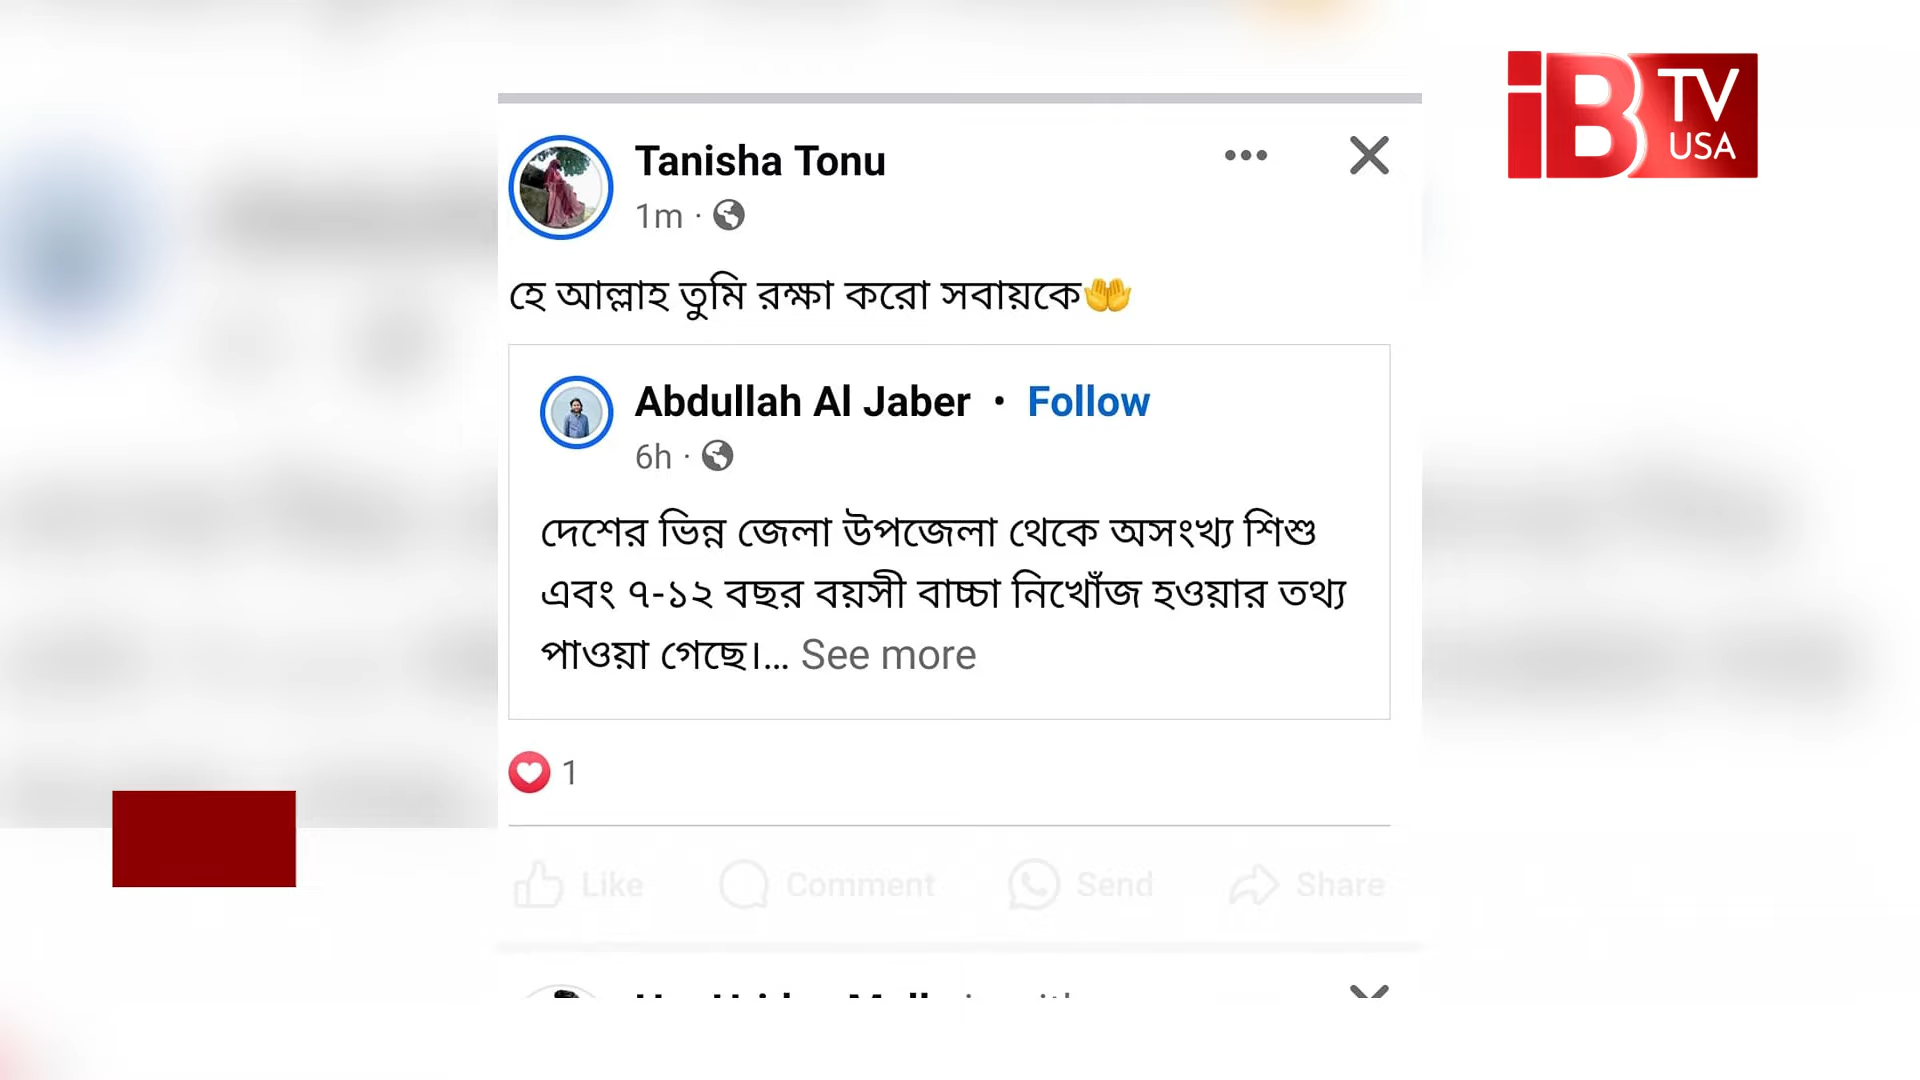 iB TV USA
Tanisha Tonu
1m ·
হে আল্লাহ তুমি রক্ষা করো সবায়কে🤲
Abdullah Al Jaber • Follow
6h ·
দেশের ভিন্ন জেলা উপজেলা থেকে অসংখ্য শিশু
এবং ৭-১২ বছর বয়সী বাচ্চা নিখোঁজ হওয়ার তথ্য
পাওয়া গেছে।... See more
1
Like Comment Send Share